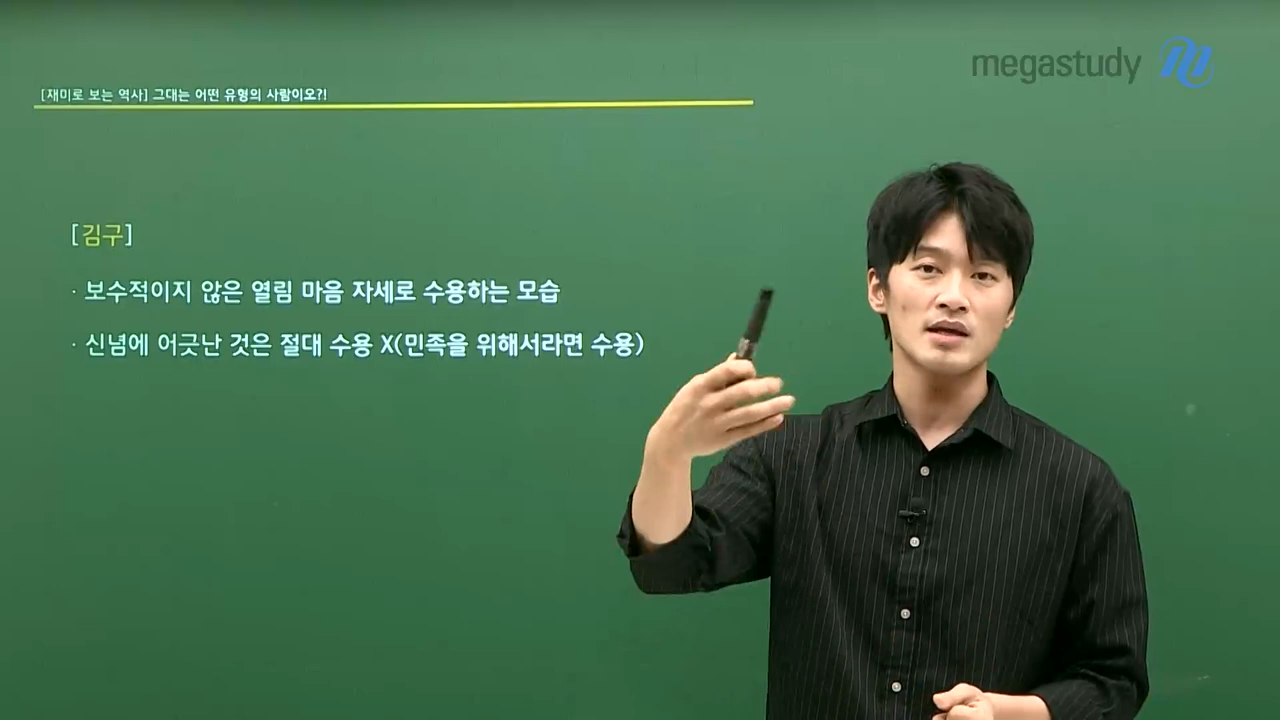 megastudy
[재미로 보는 역사] 그대는 어떤 유형의 사람이오?!
[김구]
· 보수적이지 않은 열림 마음 자세로 수용하는 모습
· 신념에 어긋난 것은 절대 수용 X(민족을 위해서라면 수용)